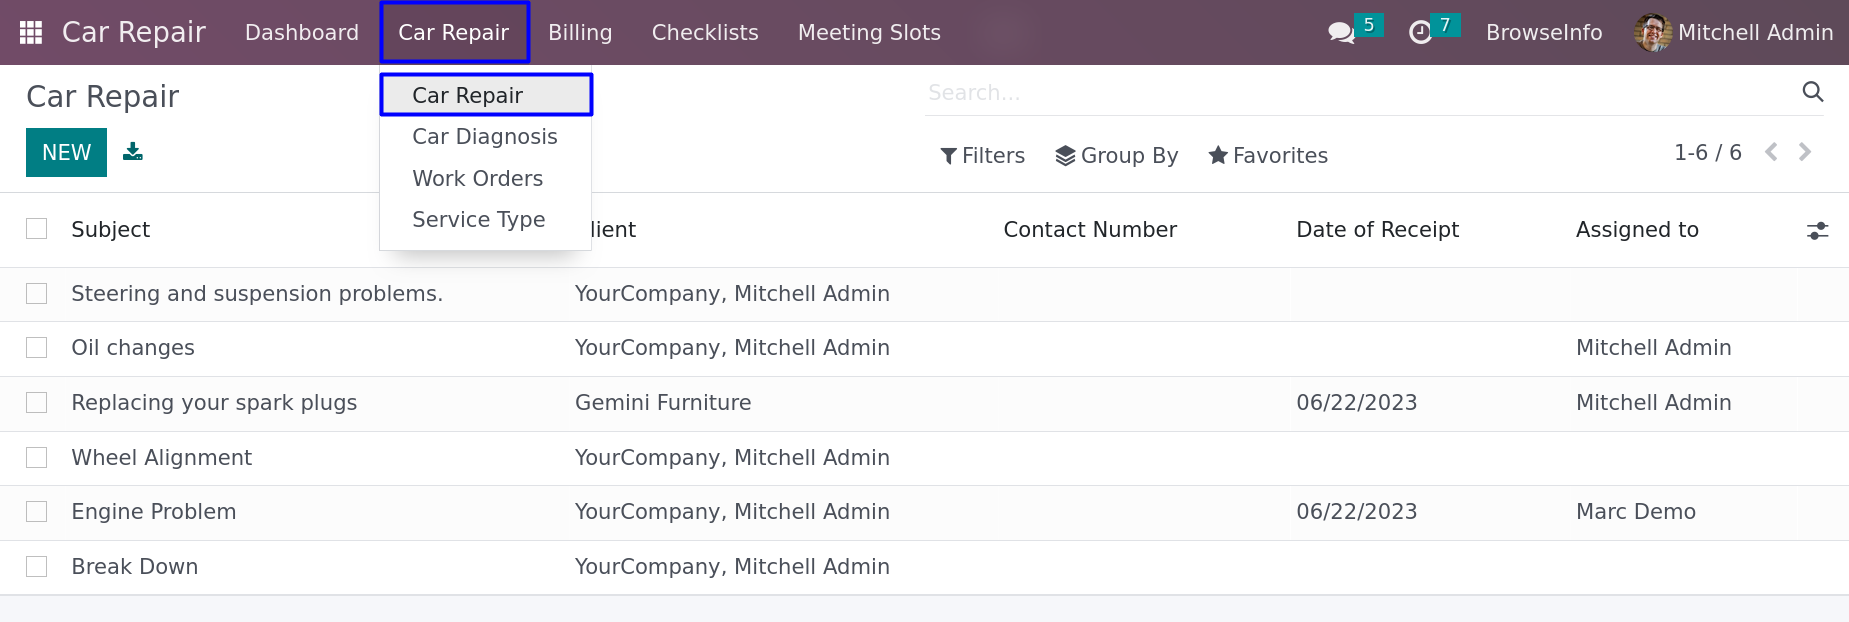 Car Repair Dashboard Car Repair Billing Checklists Meeting Slots 5 7 BrowseInfo Mitchell Admin
Car Repair
Search...
Car Repair
NEW
Car Diagnosis
Work Orders
Service Type
Filters Group By Favorites 1-6 / 6
Subject lient Contact Number Date of Receipt Assigned to
Steering and suspension problems. YourCompany, Mitchell Admin
Oil changes YourCompany, Mitchell Admin Mitchell Admin
Replacing your spark plugs Gemini Furniture 06/22/2023 Mitchell Admin
Wheel Alignment YourCompany, Mitchell Admin
Engine Problem YourCompany, Mitchell Admin 06/22/2023 Marc Demo
Break Down YourCompany, Mitchell Admin